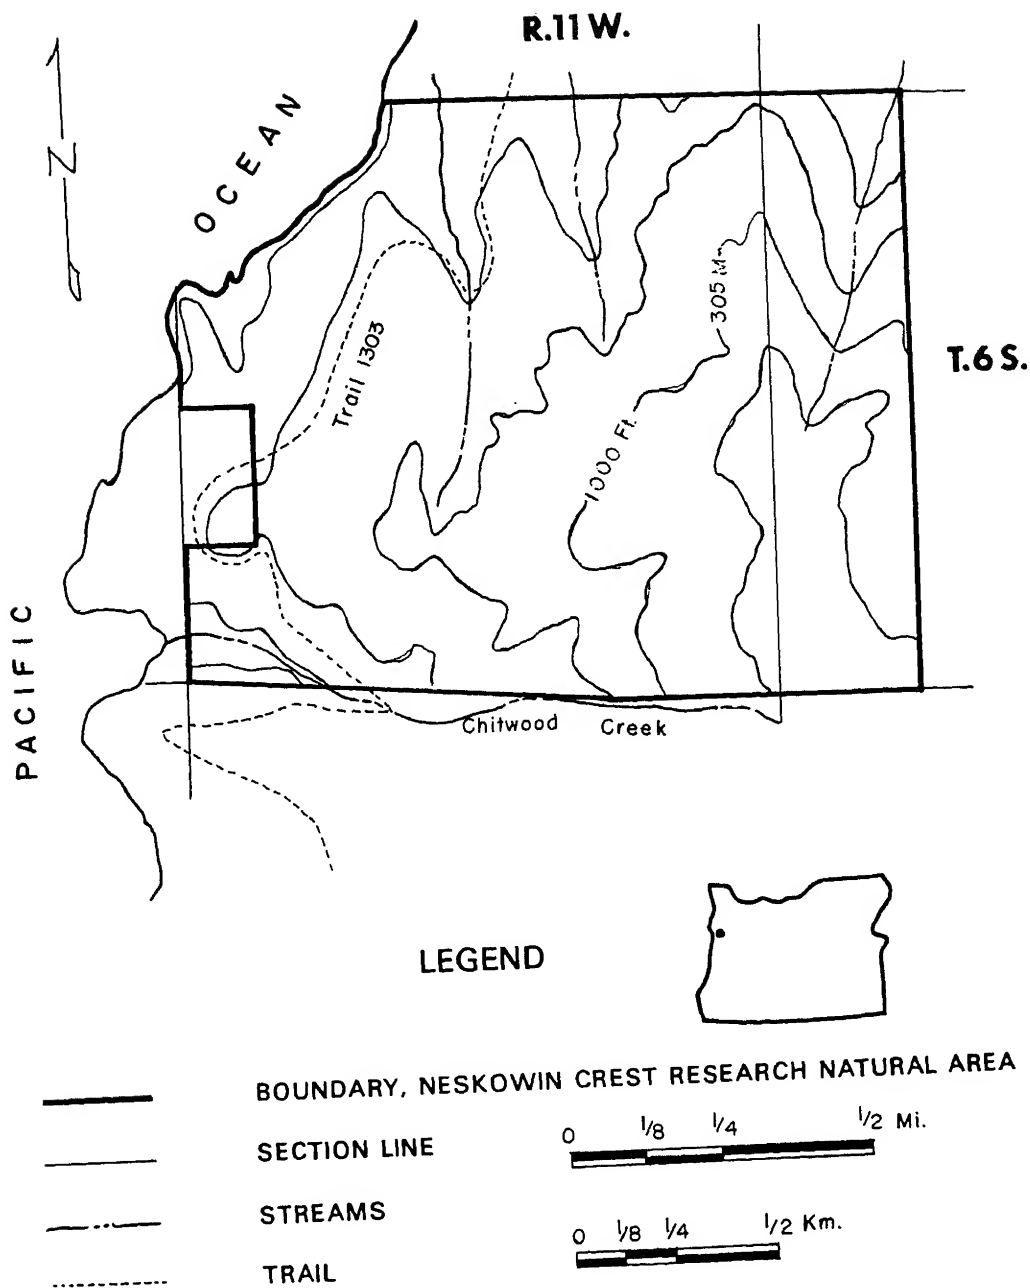 R.11 W.
N
OCEAN
305 M
T.6 S.
Trail 1303
1000 Ft.
PACIFIC
Chitwood Creek
LEGEND
BOUNDARY, NESKOWIN CREST RESEARCH NATURAL AREA
SECTION LINE
0 1/8 1/4 1/2 Mi.
STREAMS
0 1/8 1/4 1/2 Km.
TRAIL